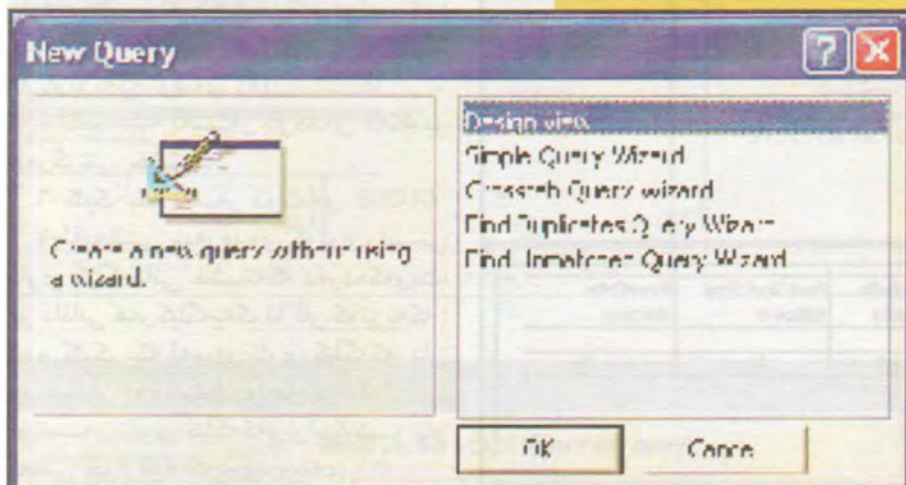 New Query
Design view
Simple Query Wizard
Crosstab Query Wizard
Find Duplicates Query Wizard
Find Unmatched Query Wizard
Create a new query without using
a wizard.
OK
Cancel